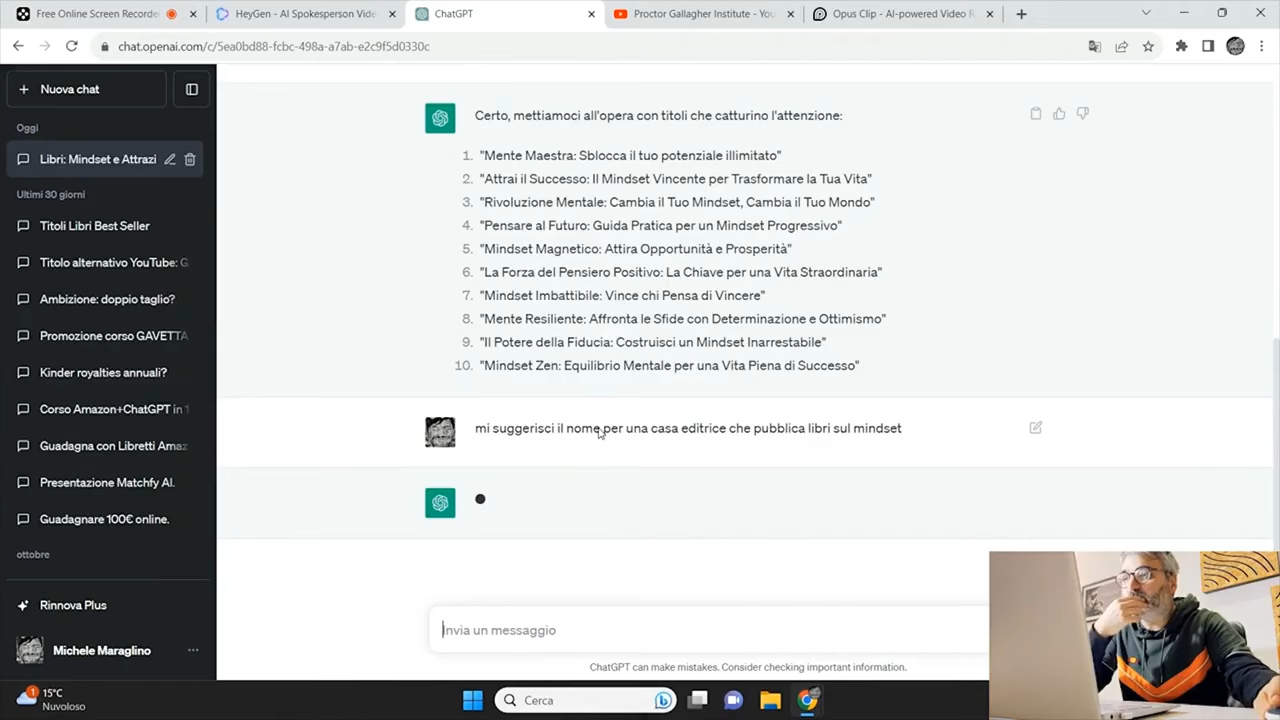 Free Online Screen Recorde
HeyGen - AI Spokesperson Vide
ChatGPT
Proctor Gallagher Institute - You
Opus Clip - AI-powered Video R
chat.openai.com/c/5ea0bd88-fcbc-498a-a7ab-e2c9f5d0330c
Nuova chat
Oggi
Libri: Mindset e Attrazi
Ultimi 30 giorni
Titoli Libri Best Seller
Titolo alternativo YouTube: G
Ambizione: doppio taglio?
Promozione corso GAVETTA
Kinder royalties annuali?
Corso Amazon+ChatGPT in 1
Guadagna con Libretti Amaz
Presentazione Matchfy AI.
Guadagnare 100€ online.
ottobre
Rinnova Plus
Michele Maraglino
Certo, mettiamoci all'opera con titoli che catturino l'attenzione:
1. "Mente Maestra: Sblocca il tuo potenziale illimitato"
2. "Attrai il Successo: Il Mindset Vincente per Trasformare la Tua Vita"
3. "Rivoluzione Mentale: Cambia il Tuo Mindset, Cambia il Tuo Mondo"
4. "Pensare al Futuro: Guida Pratica per un Mindset Progressivo"
5. "Mindset Magnetico: Attira Opportunità e Prosperità"
6. "La Forza del Pensiero Positivo: La Chiave per una Vita Straordinaria"
7. "Mindset Imbattibile: Vince chi Pensa di Vincere"
8. "Mente Resiliente: Affronta le Sfide con Determinazione e Ottimismo"
9. "Il Potere della Fiducia: Costruisci un Mindset Inarrestabile"
10. "Mindset Zen: Equilibrio Mentale per una Vita Piena di Successo"
mi suggerisci il nome per una casa editrice che pubblica libri sul mindset
Invia un messaggio
ChatGPT can make mistakes. Consider checking important information.
1
15°C
Nuvoloso
Cerca